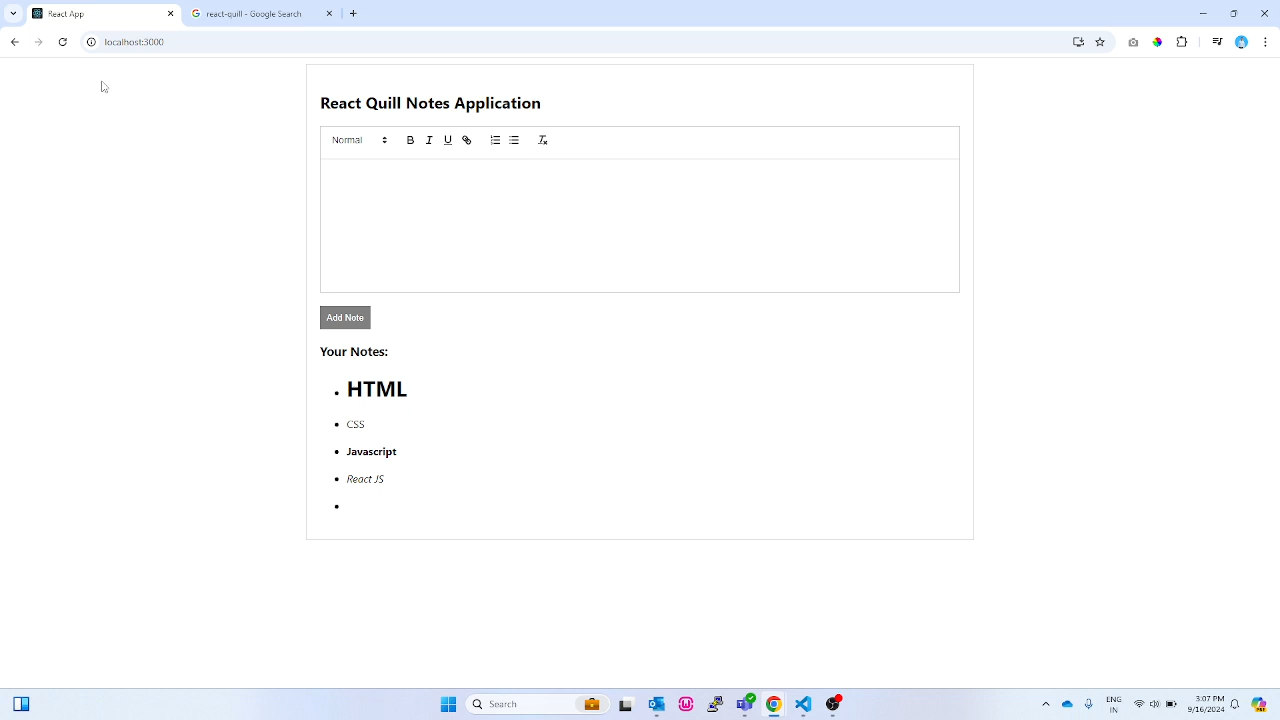 React App
react-quill - Google Search
localhost:3000
React Quill Notes Application
Normal
Add Note
Your Notes:
HTML
CSS
Javascript
React JS
Search
ENG
IN
3:07 PM
9/16/2024